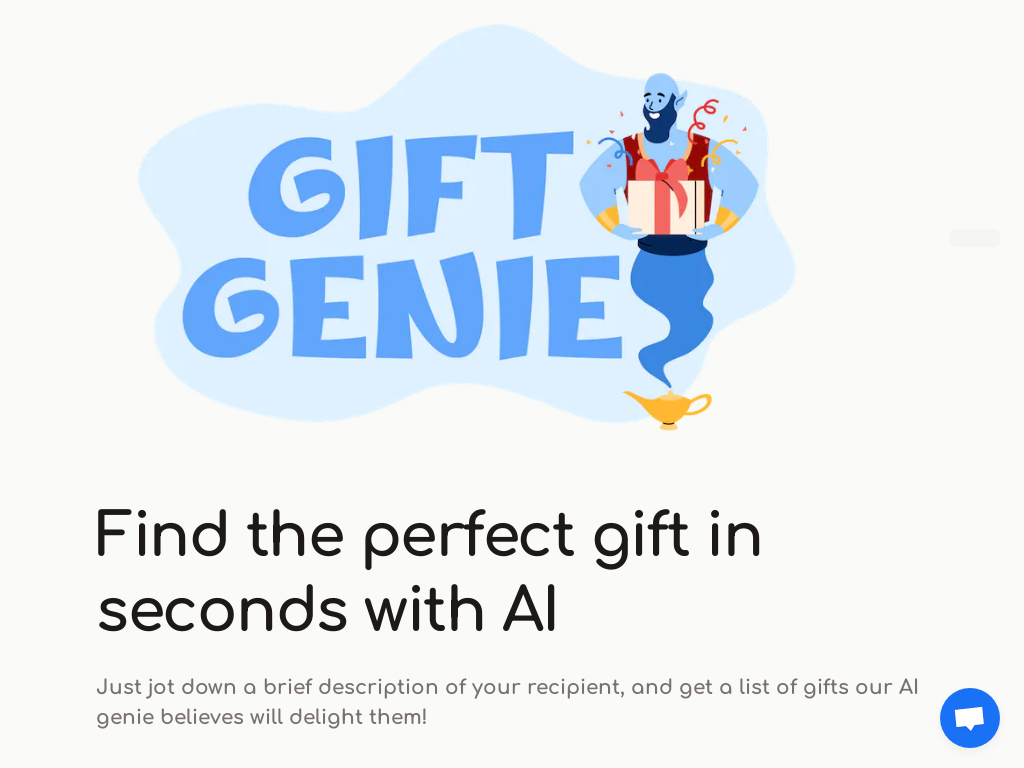 GIFT
GENIE
Find the perfect gift in
seconds with AI
Just jot down a brief description of your recipient, and get a list of gifts our AI
genie believes will delight them!